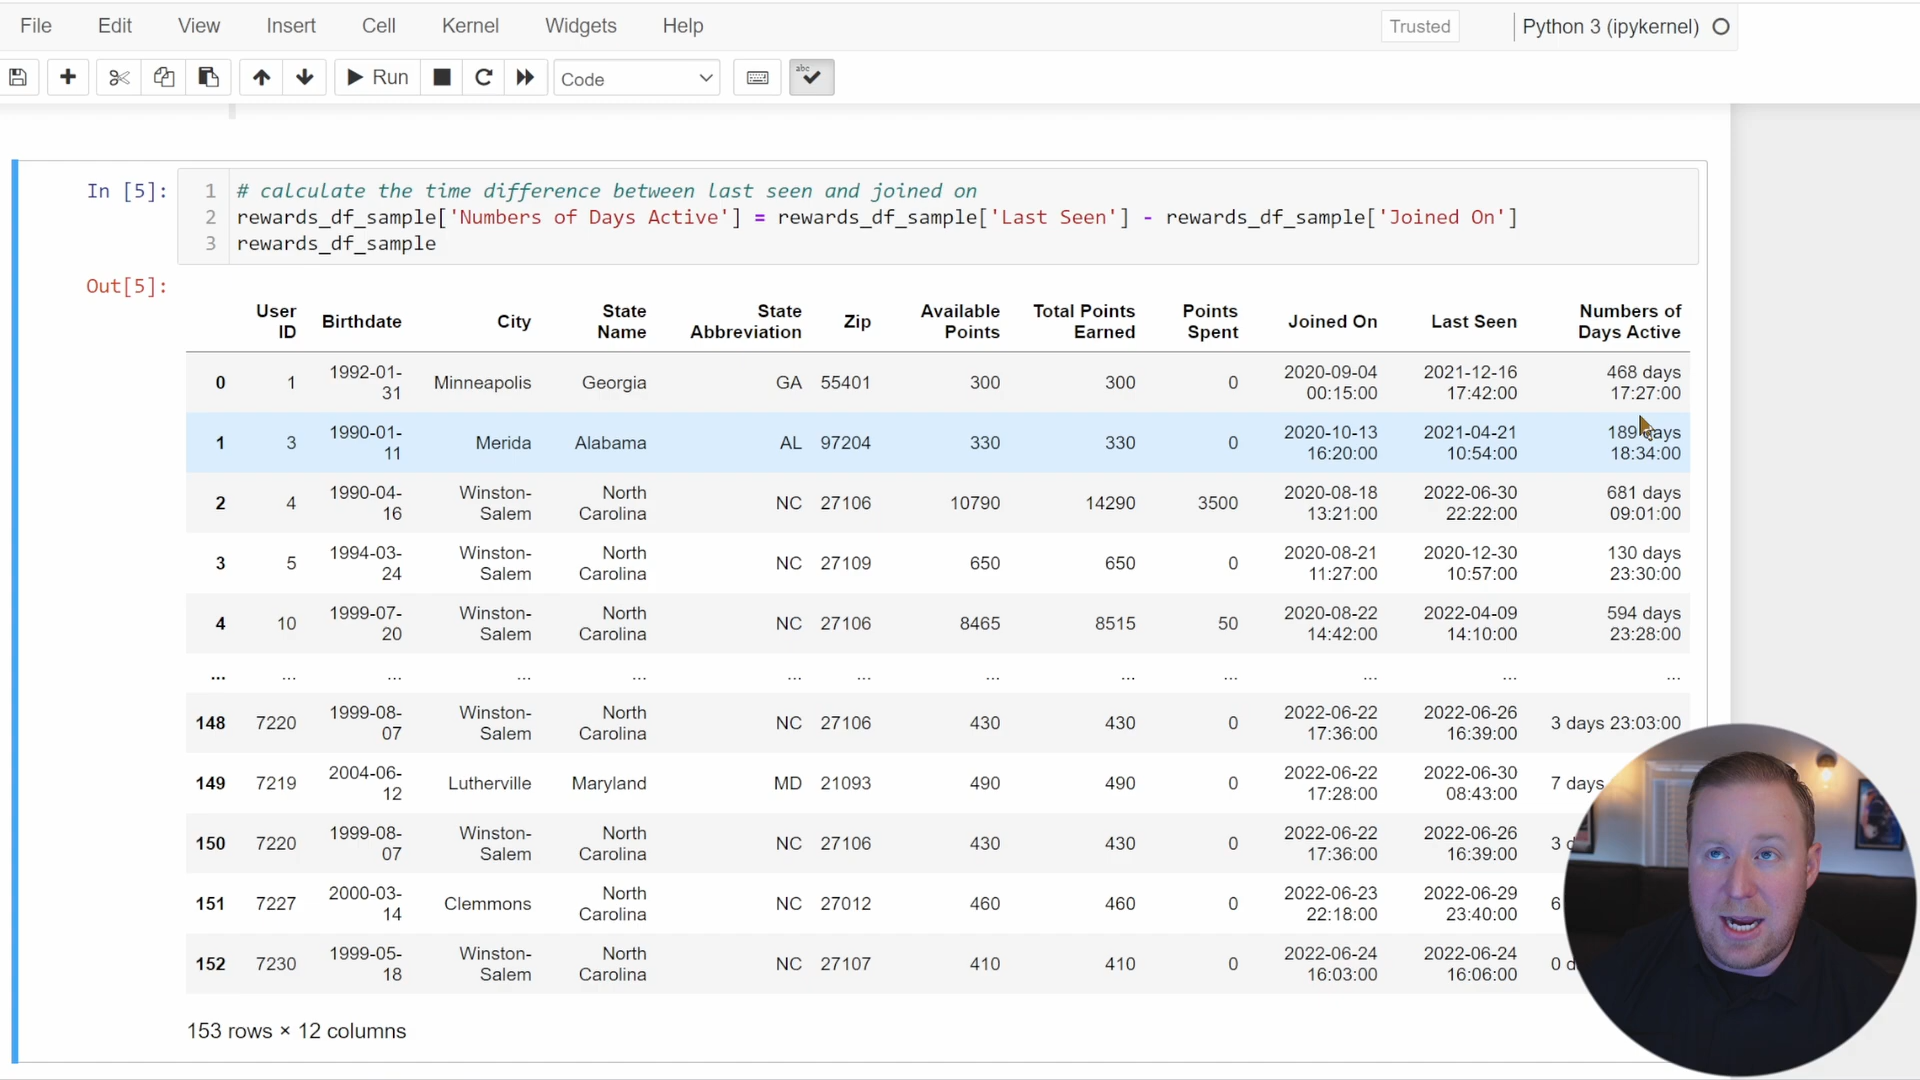 File Edit View Insert Cell Kernel Widgets Help Trusted Python 3 (ipykernel)
Run Code abc
In [5]: 1 # calculate the time difference between last seen and joined on
2 rewards_df_sample['Numbers of Days Active'] = rewards_df_sample['Last Seen'] - rewards_df_sample['Joined On']
3 rewards_df_sample
Out[5]:
User ID Birthdate City State Name State Abbreviation Zip Available Points Total Points Earned Points Spent Joined On Last Seen Numbers of Days Active
0 1 1992-01-31 Minneapolis Georgia GA 55401 300 300 0 2020-09-04 00:15:00 2021-12-16 17:42:00 468 days 17:27:00
1 3 1990-01-11 Merida Alabama AL 97204 330 330 0 2020-10-13 16:20:00 2021-04-21 10:54:00 189 days 18:34:00
2 4 1990-04-16 Winston-Salem North Carolina NC 27106 10790 14290 3500 2020-08-18 13:21:00 2022-06-30 22:22:00 681 days 09:01:00
3 5 1994-03-24 Winston-Salem North Carolina NC 27109 650 650 0 2020-08-21 11:27:00 2020-12-30 10:57:00 130 days 23:30:00
4 10 1999-07-20 Winston-Salem North Carolina NC 27106 8465 8515 50 2020-08-22 14:42:00 2022-04-09 14:10:00 594 days 23:28:00
... ... ... ... ... ... ... ... ... ... ... ... ...
148 7220 1999-08-07 Winston-Salem North Carolina NC 27106 430 430 0 2022-06-22 17:36:00 2022-06-26 16:39:00 3 days 23:03:00
149 7219 2004-06-12 Lutherville Maryland MD 21093 490 490 0 2022-06-22 17:28:00 2022-06-30 08:43:00 7 days
150 7220 1999-08-07 Winston-Salem North Carolina NC 27106 430 430 0 2022-06-22 17:36:00 2022-06-26 16:39:00 3
151 7227 2000-03-14 Clemmons North Carolina NC 27012 460 460 0 2022-06-23 22:18:00 2022-06-29 23:40:00 6
152 7230 1999-05-18 Winston-Salem North Carolina NC 27107 410 410 0 2022-06-24 16:03:00 2022-06-24 16:06:00 0
153 rows × 12 columns